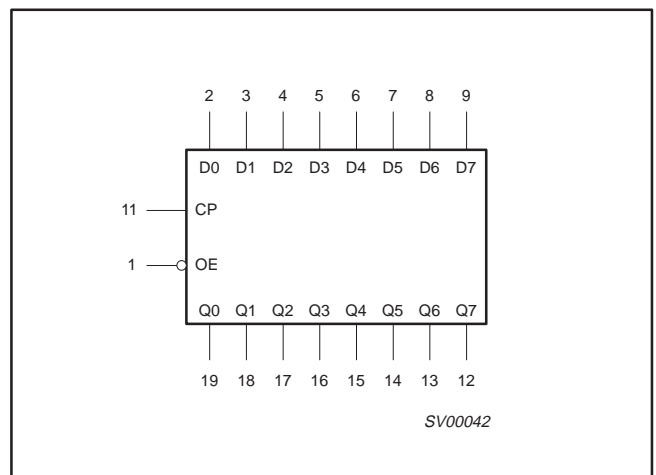 2 3 4 5 6 7 8 9
D0 D1 D2 D3 D4 D5 D6 D7
11 CP
1 OE
Q0 Q1 Q2 Q3 Q4 Q5 Q6 Q7
19 18 17 16 15 14 13 12
SV00042